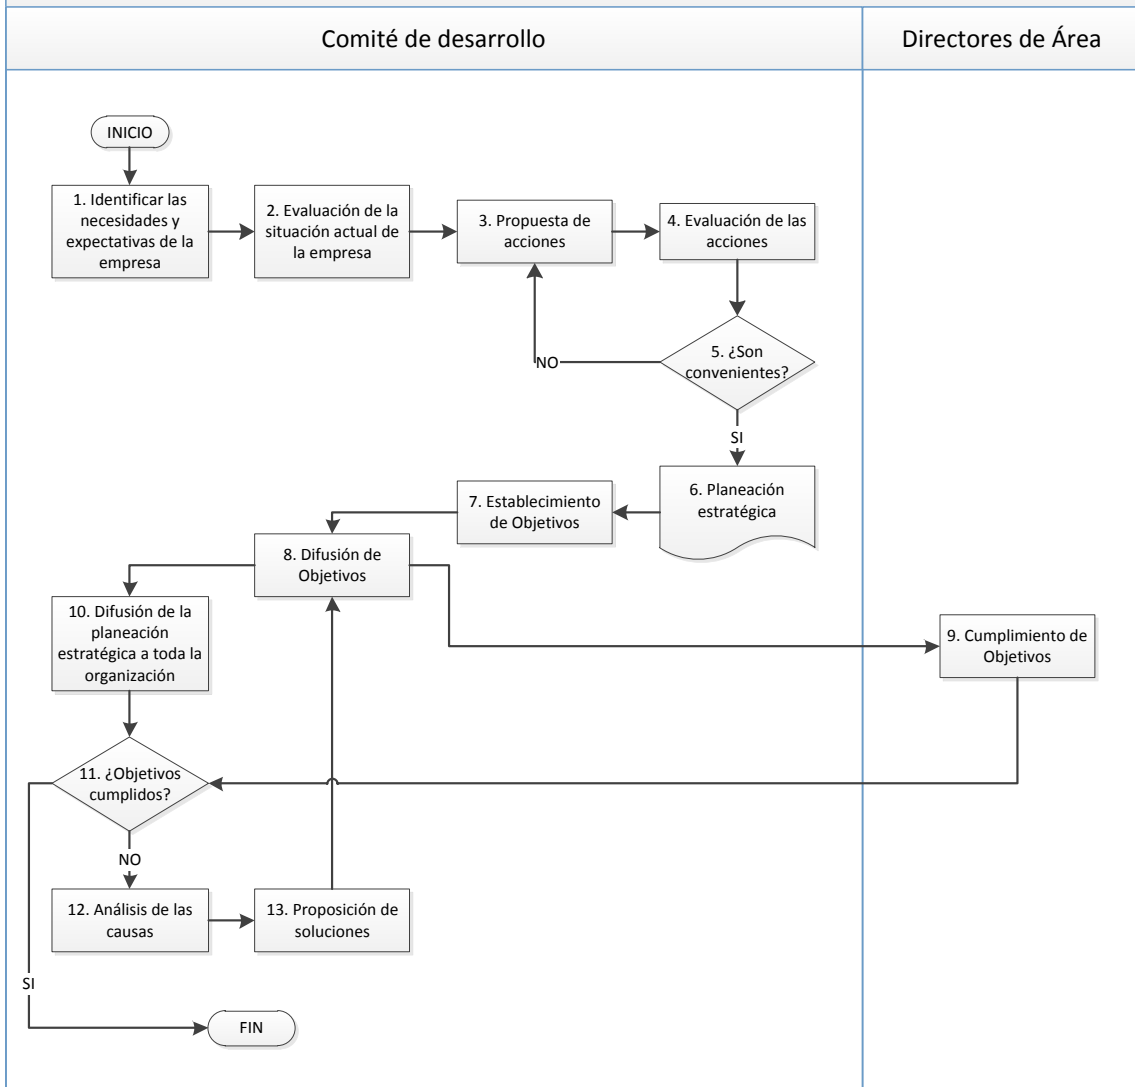 Comité de desarrollo
Directores de Área
INICIO
1. Identificar las
necesidades y
expectativas de la
empresa
2. Evaluación de la
situación actual de
la empresa
3. Propuesta de
acciones
4. Evaluación de las
acciones
5. ¿Son
convenientes?
NO
SI
6. Planeación
estratégica
7. Establecimiento
de Objetivos
8. Difusión de
Objetivos
9. Cumplimiento de
Objetivos
10. Difusión de la
planeación
estratégica a toda la
organización
11. ¿Objetivos
cumplidos?
NO
12. Análisis de las
causas
13. Proposición de
soluciones
SI
FIN